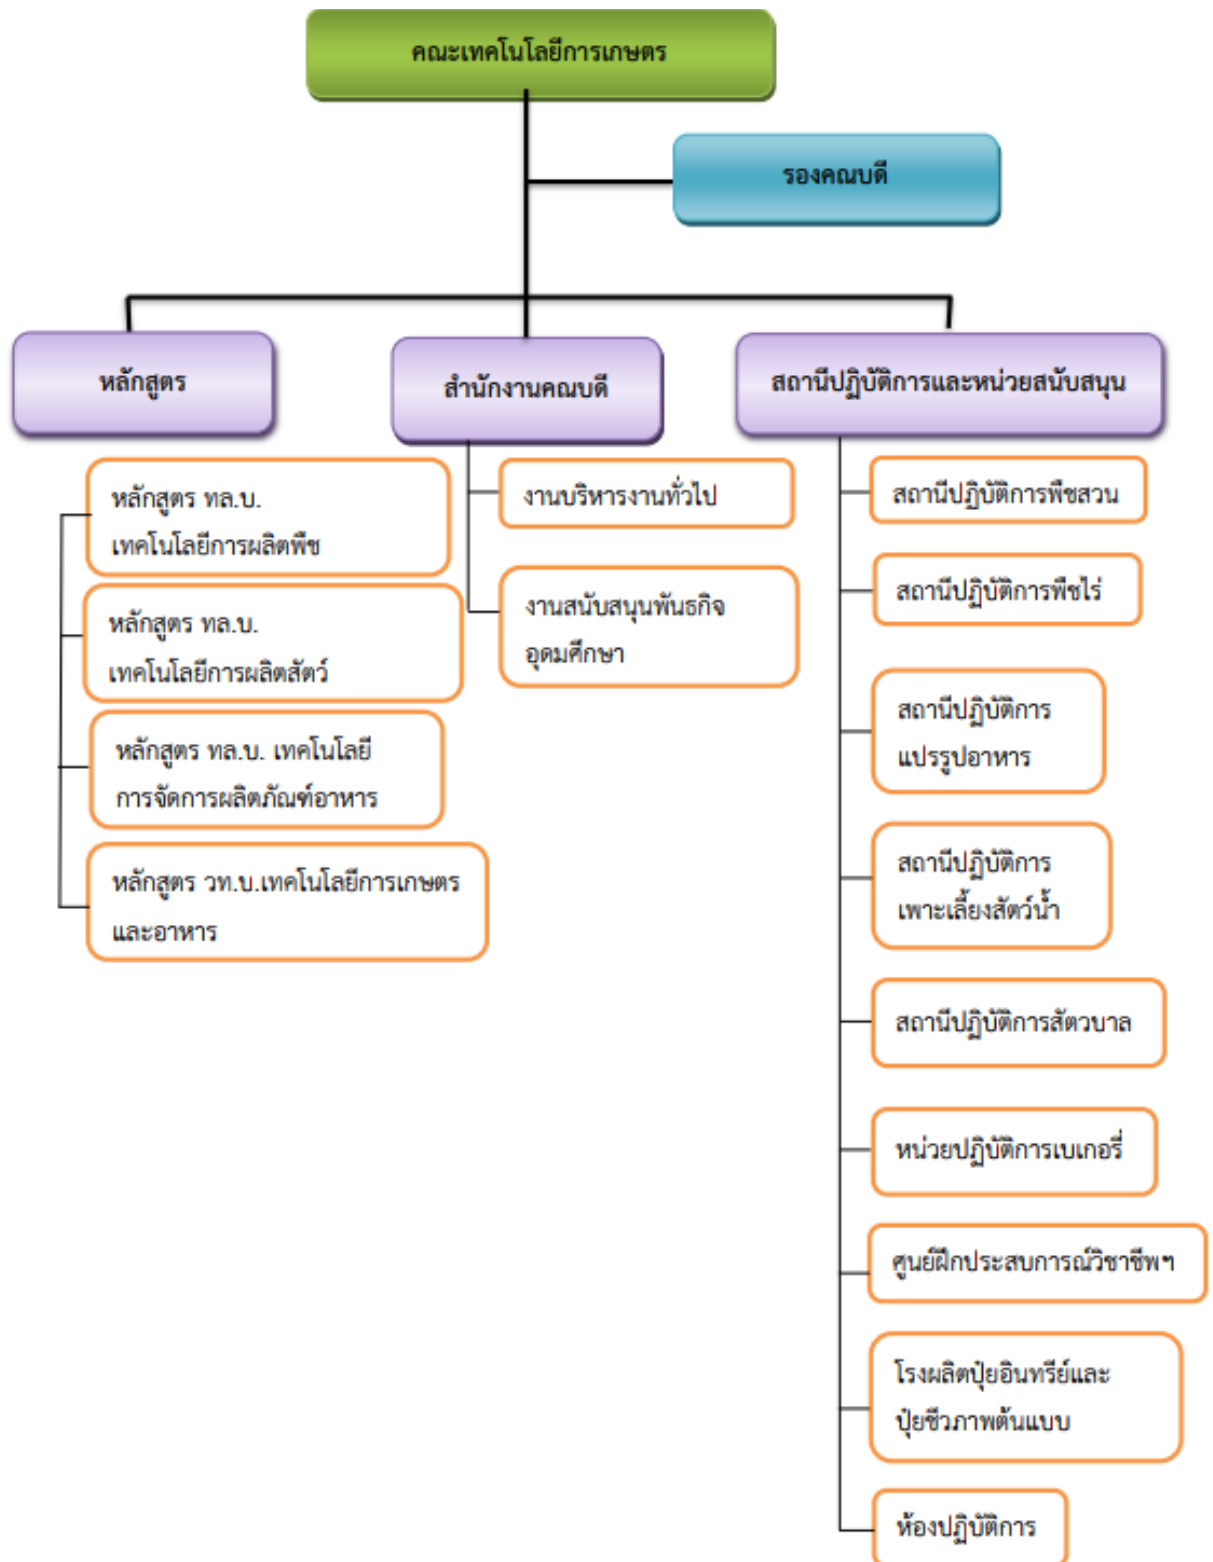 คณะเทคโนโลยีการเกษตร
รองคณบดี
หลักสูตร
สำนักงานคณบดี
สถานีปฏิบัติการและหน่วยสนับสนุน
หลักสูตร ทล.บ.
เทคโนโลยีการผลิตพืช
หลักสูตร ทล.บ.
เทคโนโลยีการผลิตสัตว์
หลักสูตร ทล.บ. เทคโนโลยี
การจัดการผลิตภัณฑ์อาหาร
หลักสูตร วท.บ.เทคโนโลยีการเกษตร
และอาหาร
งานบริหารงานทั่วไป
งานสนับสนุนพันธกิจ
อุดมศึกษา
สถานีปฏิบัติการพืชสวน
สถานีปฏิบัติการพืชไร่
สถานีปฏิบัติการ
แปรรูปอาหาร
สถานีปฏิบัติการ
เพาะเลี้ยงสัตว์น้ำ
สถานีปฏิบัติการสัตวบาล
หน่วยปฏิบัติการเบเกอรี่
ศูนย์ฝึกประสบการณ์วิชาชีพฯ
โรงผลิตปุ๋ยอินทรีย์และ
ปุ๋ยชีวภาพต้นแบบ
ห้องปฏิบัติการ